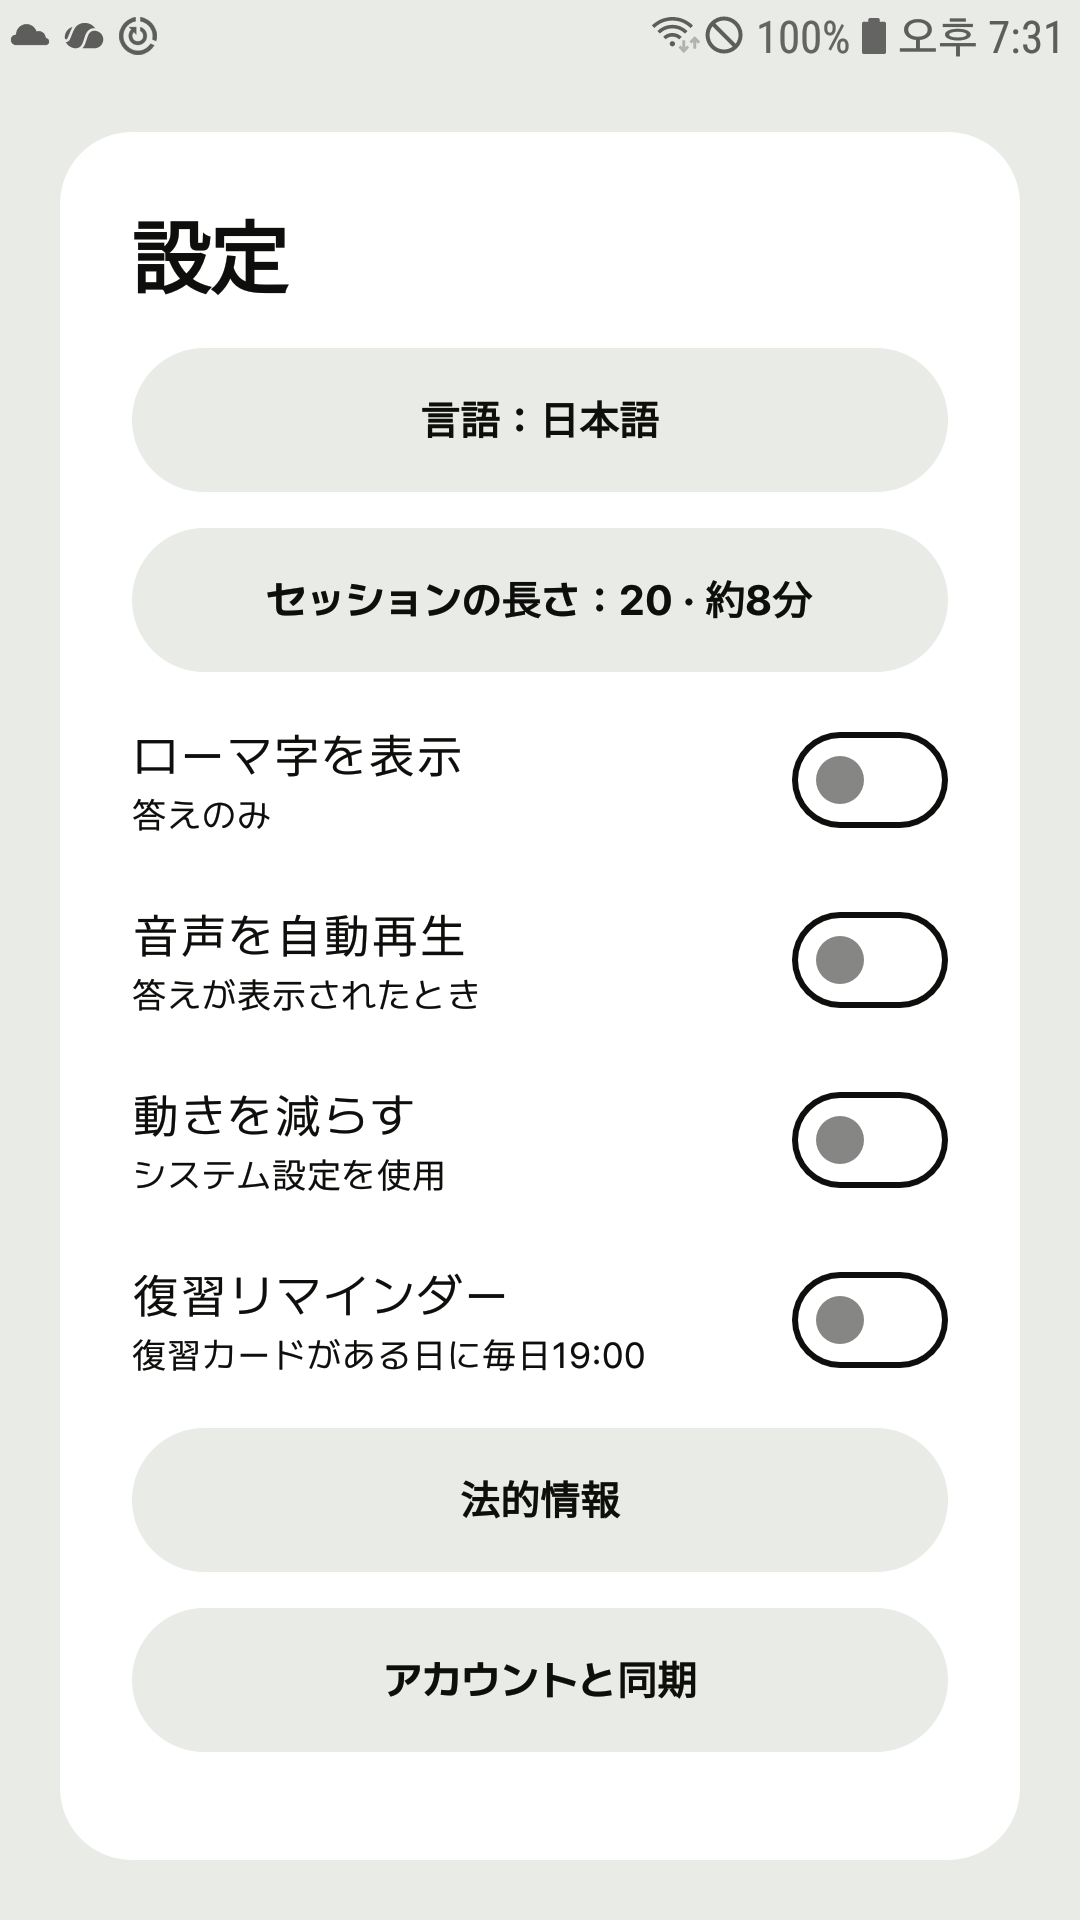 100% 오후 7:31
設定
言語：日本語
セッションの長さ：20 · 約8分
ローマ字を表示
答えのみ
音声を自動再生
答えが表示されたとき
動きを減らす
システム設定を使用
復習リマインダー
復習カードがある日に毎日19:00
法的情報
アカウントと同期